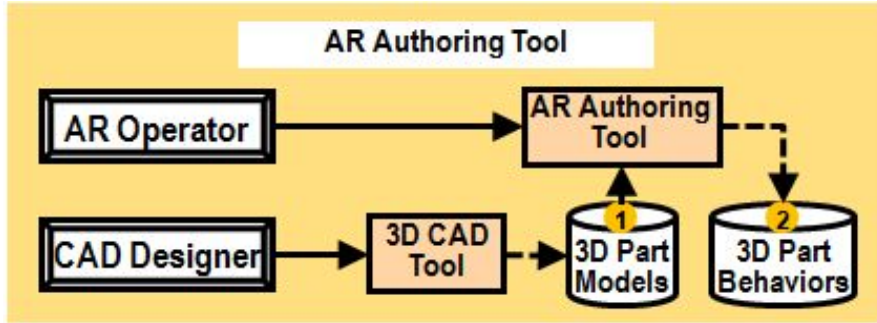 AR Authoring Tool
AR Operator
AR Authoring
Tool
CAD Designer
3D CAD
Tool
1
3D Part
Models
2
3D Part
Behaviors